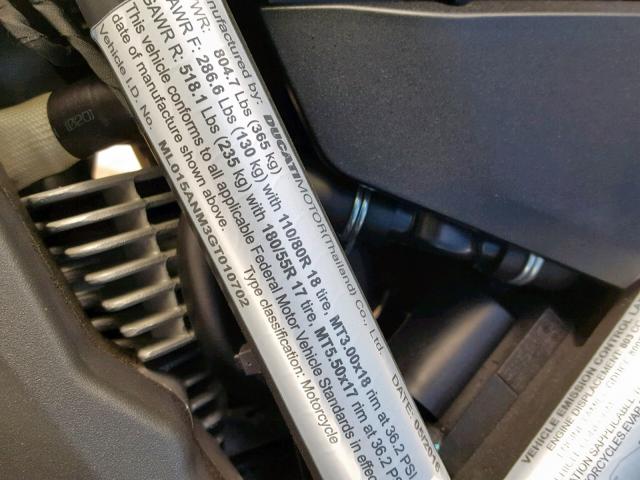 Manufactured by: DUCATI MOTOR (Thailand) Co., Ltd. DATE: 00/2016
GVWR: 804.7 Lbs (365 kg)
GAWR F: 286.6 Lbs (130 kg) with 110/80R 18 tire, MT3.00x18 rim at 36.2 PSI
GAWR R: 518.1 Lbs (235 kg) with 180/55R 17 tire, MT5.50x17 rim at 36.2 PSI
This vehicle conforms to all applicable Federal Motor Vehicle Standards in effect
date of manufacture shown above.
Vehicle I.D. No. ML015ANM3GT010702 Type classification: Motorcycle
VEHICLE EMISSION CONTROL
ENGINE DISPLACEMENT